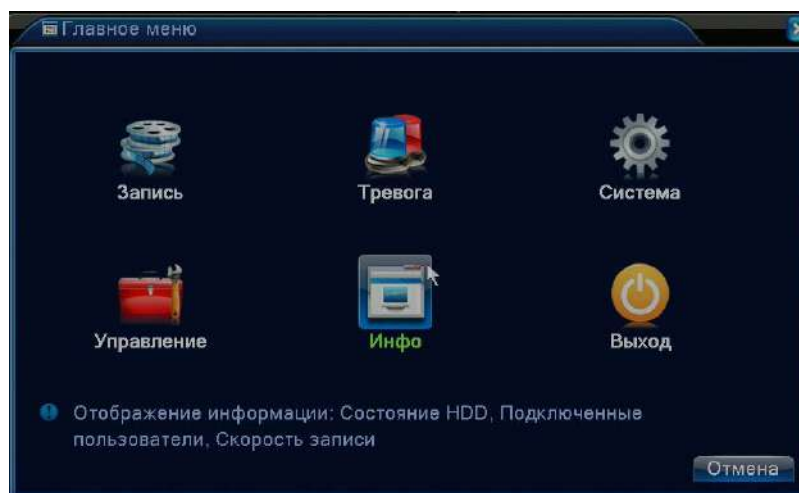 Главное меню
Запись
Тревога
Система
Управление
Инфо
Выход
Отображение информации: Состояние HDD, Подключенные
пользователи, Скорость записи
Отмена